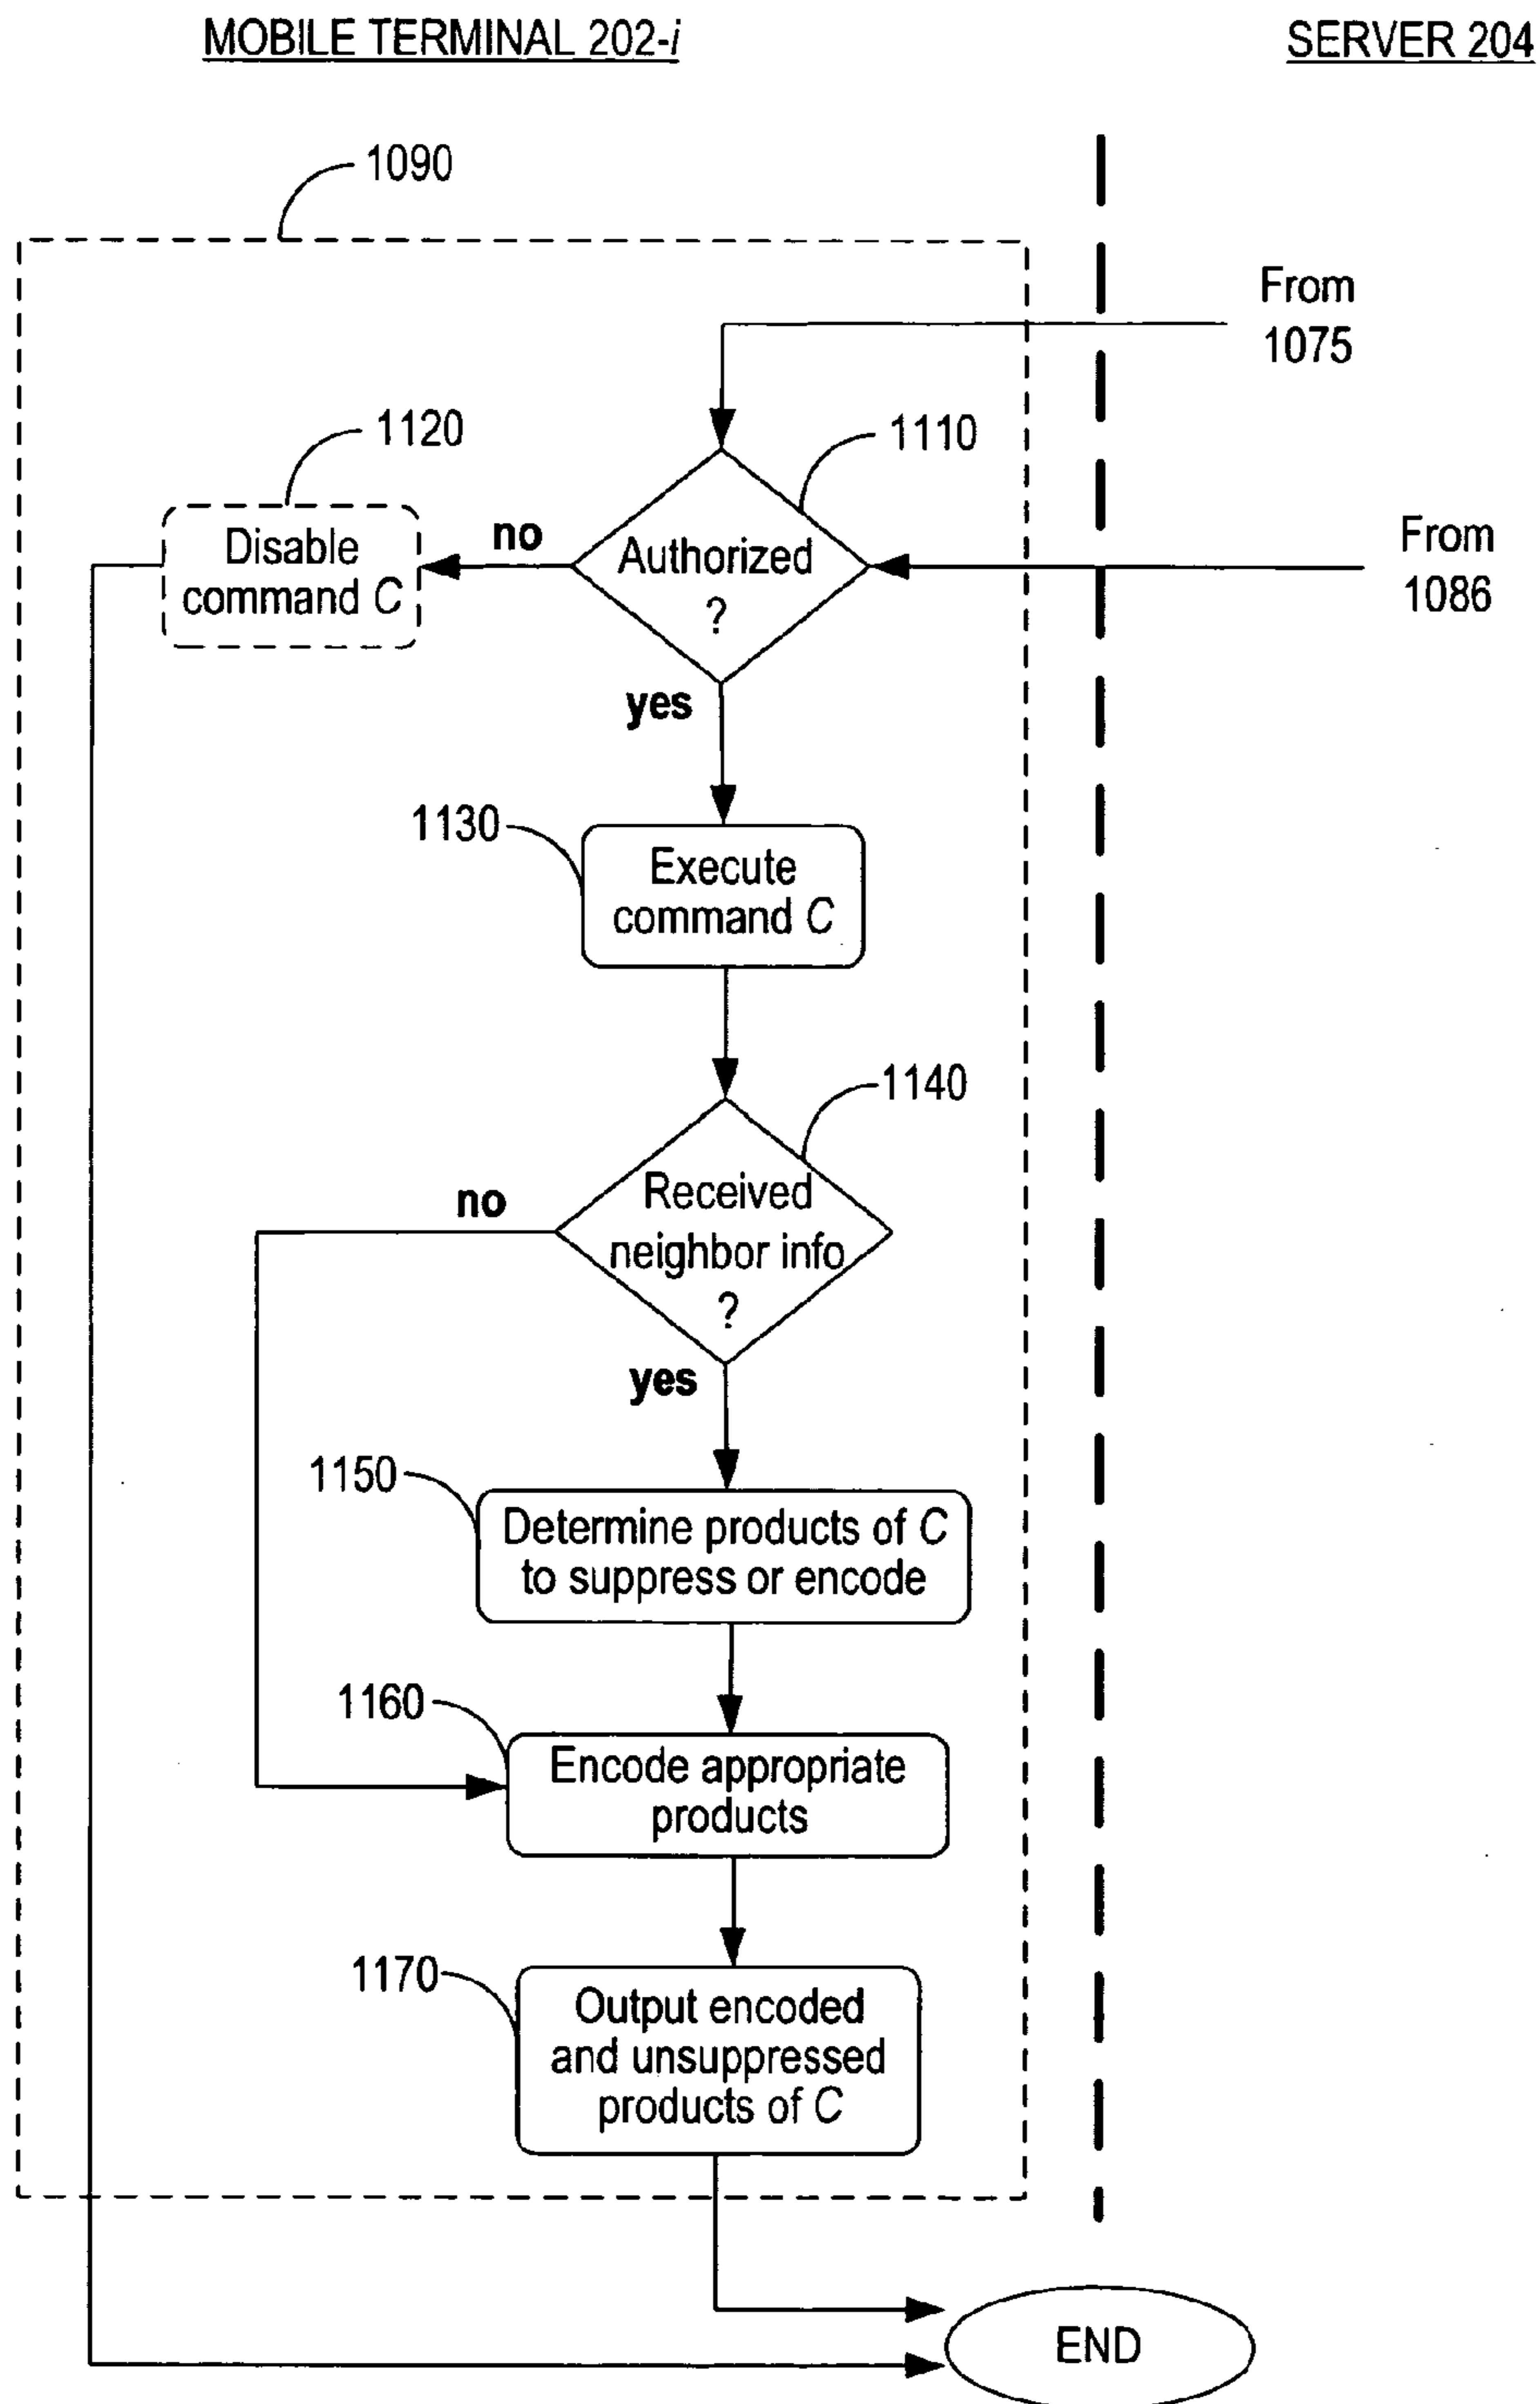 MOBILE TERMINAL 202-i
SERVER 204
1090
From
1075
1120
1110
Disable
command C
no
Authorized
?
From
1086
yes
1130
Execute
command C
1140
no
Received
neighbor info
?
yes
1150
Determine products of C
to suppress or encode
1160
Encode appropriate
products
1170
Output encoded
and unsuppressed
products of C
END